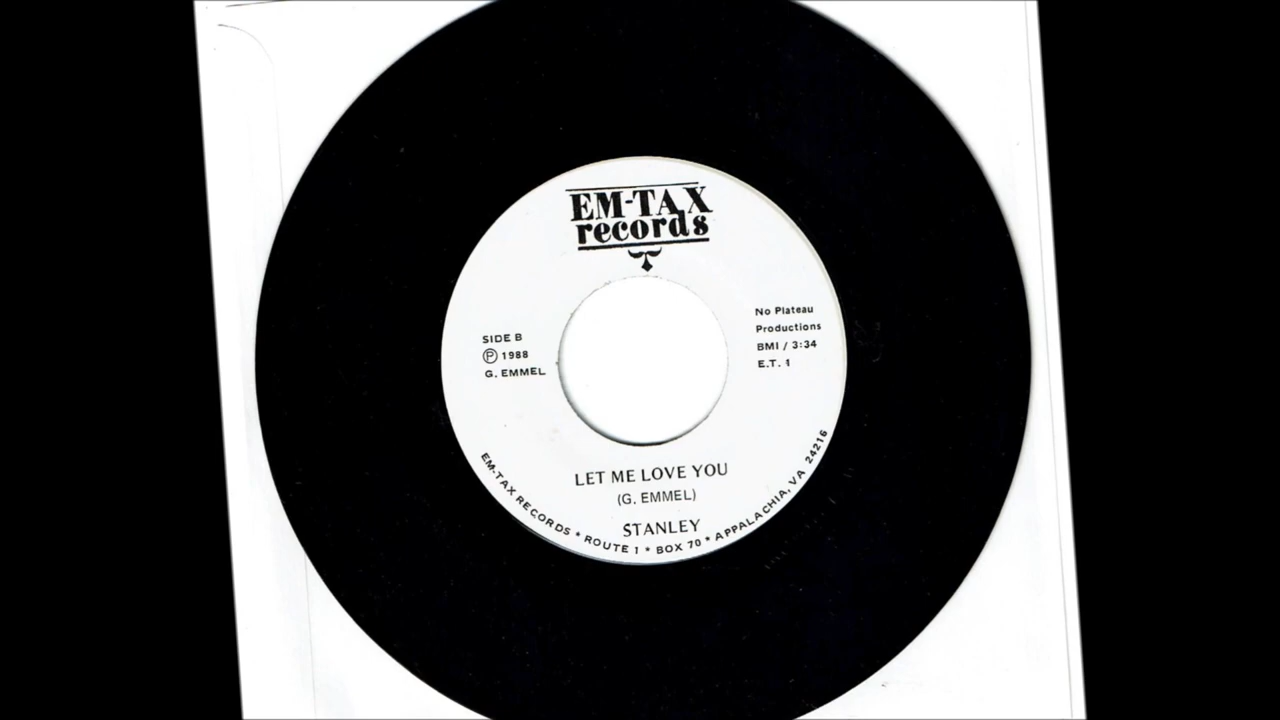 EM-TAX
records
SIDE B
Ⓟ 1988
G. EMMEL
No Plateau
Productions
BMI / 3:34
E.T. 1
LET ME LOVE YOU
(G. EMMEL)
STANLEY
EM-TAX RECORDS * ROUTE 1 * BOX 70 * APPALACHIA, VA 24216